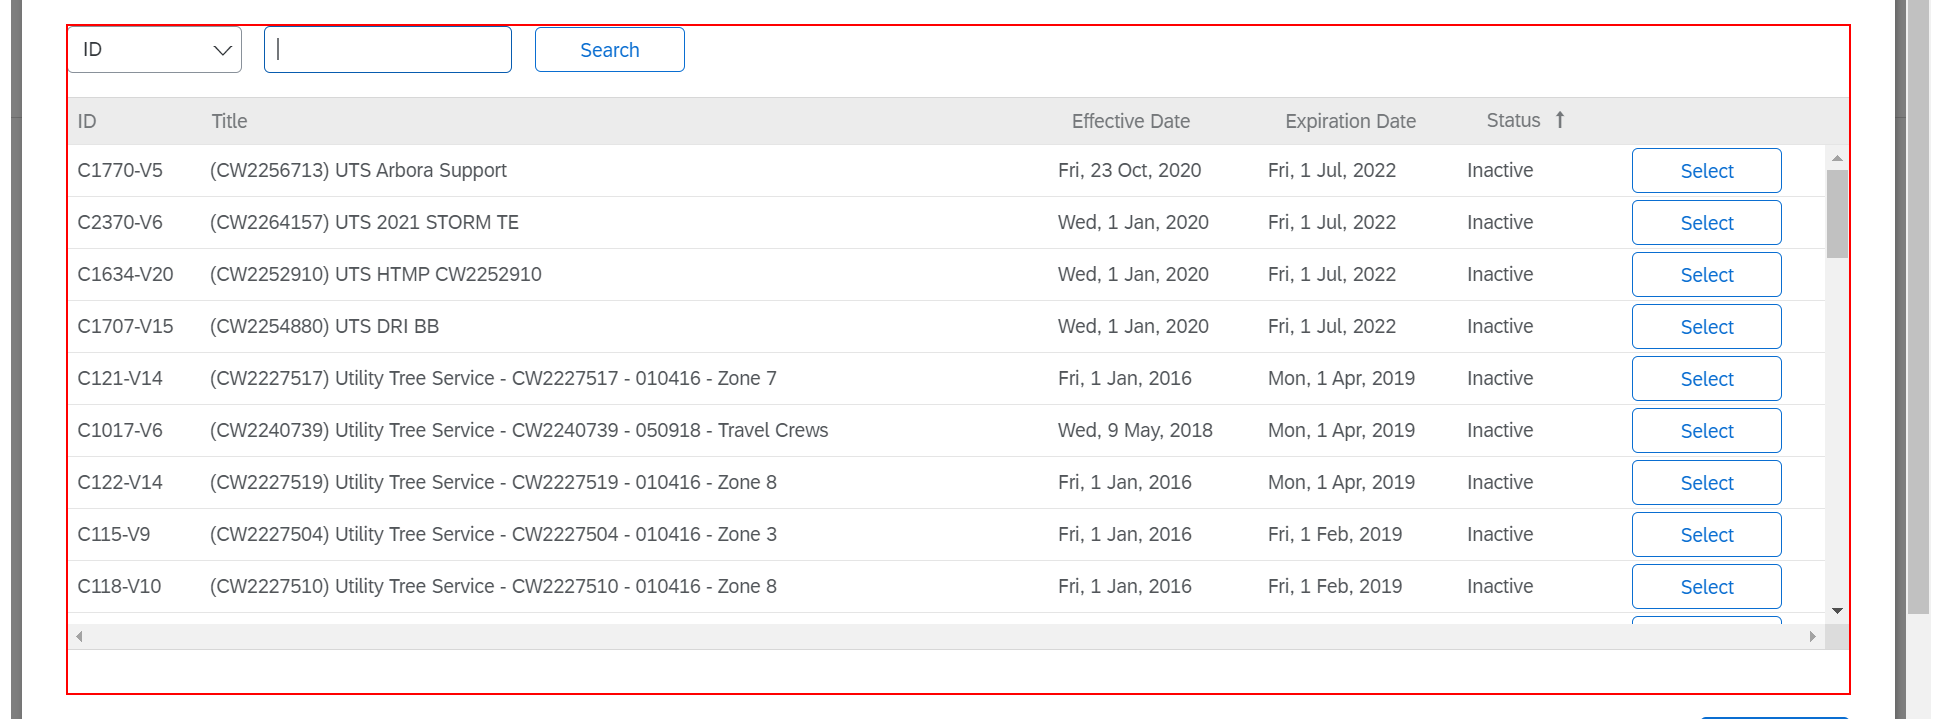 ID Search
ID Title Effective Date Expiration Date Status ↑
C1770-V5 (CW2256713) UTS Arbora Support Fri, 23 Oct, 2020 Fri, 1 Jul, 2022 Inactive Select
C2370-V6 (CW2264157) UTS 2021 STORM TE Wed, 1 Jan, 2020 Fri, 1 Jul, 2022 Inactive Select
C1634-V20 (CW2252910) UTS HTMP CW2252910 Wed, 1 Jan, 2020 Fri, 1 Jul, 2022 Inactive Select
C1707-V15 (CW2254880) UTS DRI BB Wed, 1 Jan, 2020 Fri, 1 Jul, 2022 Inactive Select
C121-V14 (CW2227517) Utility Tree Service - CW2227517 - 010416 - Zone 7 Fri, 1 Jan, 2016 Mon, 1 Apr, 2019 Inactive Select
C1017-V6 (CW2240739) Utility Tree Service - CW2240739 - 050918 - Travel Crews Wed, 9 May, 2018 Mon, 1 Apr, 2019 Inactive Select
C122-V14 (CW2227519) Utility Tree Service - CW2227519 - 010416 - Zone 8 Fri, 1 Jan, 2016 Mon, 1 Apr, 2019 Inactive Select
C115-V9 (CW2227504) Utility Tree Service - CW2227504 - 010416 - Zone 3 Fri, 1 Jan, 2016 Fri, 1 Feb, 2019 Inactive Select
C118-V10 (CW2227510) Utility Tree Service - CW2227510 - 010416 - Zone 8 Fri, 1 Jan, 2016 Fri, 1 Feb, 2019 Inactive Select